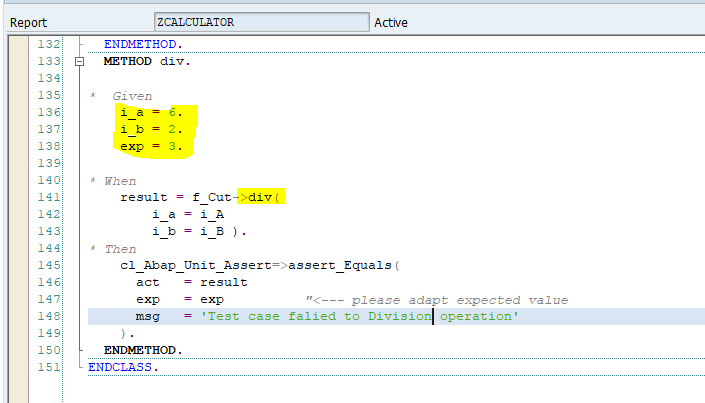 Report ZCALCULATOR Active
132 ENDMETHOD.
133 METHOD div.
134
135 * Given
136 i_a = 6.
137 i_b = 2.
138 exp = 3.
139
140 * When
141 result = f_Cut->div(
142 i_a = i_A
143 i_b = i_B ).
144 * Then
145 cl_Abap_Unit_Assert=>assert_Equals(
146 act = result
147 exp = exp "<--- please adapt expected value
148 msg = 'Test case falied to Division operation'
149 ).
150 ENDMETHOD.
151 ENDCLASS.